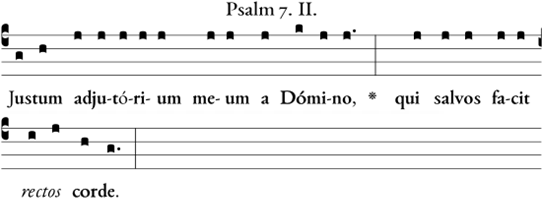 Psalm 7. II.
Justum adju-tó-ri- um me- um a Dómi-no, * qui salvos fa-cit
rectos corde.